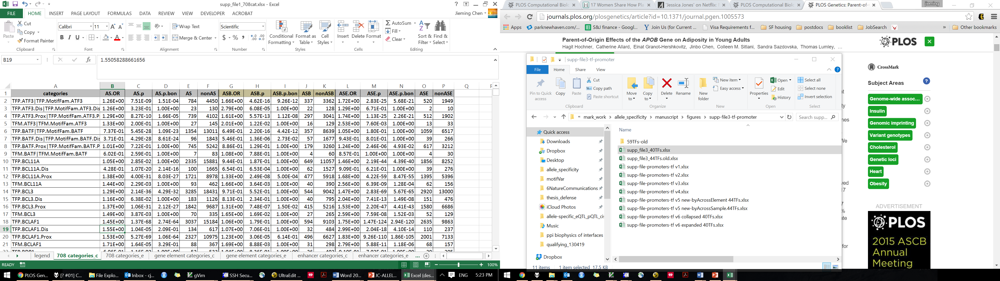 supp_file1_708cat.xlsx - Excel
FILE HOME INSERT PAGE LAYOUT FORMULAS DATA REVIEW VIEW DEVELOPER ACROBAT Jieming Chen
Paste Cut Copy Format Painter Clipboard
Calibri 11 B I U Font
Wrap Text Merge & Center Alignment
Scientific $ % Number
Conditional Formatting Format as Table Cell Styles Styles
Insert Delete Format Cells
AutoSum Fill Clear Sort & Filter Find & Select Editing
B19 fx 1.55058288661656
A B C D E F G H I J K L M N O P Q
1 categories AS.OR AS.p AS.p.bon AS nonAS ASB.OR ASB.p ASB.p.bon ASB nonASB ASE.OR ASE.p ASE.p.bon ASE nonASE
2 TFP.ATF3|TFP.MotifFam.ATF3 1.26E+00 7.51E-09 1.51E-04 784 4450 1.66E+00 4.62E-16 9.26E-12 337 3362 1.72E+00 2.83E-25 5.68E-21 520 1949
3 TFP.ATF3.Dis|TFP.MotifFam.ATF3.Dis 1.26E+00 3.23E-01 1.00E+00 23 130 2.79E+00 6.08E-05 1.00E+00 22 128 1.29E+00 6.71E-01 1.00E+00 2 10
4 TFP.ATF3.Prox|TFP.MotifFam.ATF3.P 1.29E+00 8.27E-10 1.66E-05 739 4102 1.61E+00 5.57E-13 1.12E-08 297 3041 1.74E+00 1.13E-25 2.26E-21 512 1902
5 TFM.ATF3|TFM.MotifFam.ATF3 1.33E+00 2.00E-01 1.00E+00 27 145 2.01E+00 1.22E-02 1.00E+00 16 129 2.53E+00 7.60E-03 1.00E+00 13 33
6 TFP.BATF|TFP.MotifFam.BATF 7.37E-01 5.45E-28 1.09E-23 1354 13011 6.49E-01 2.20E-16 4.42E-12 357 8639 1.05E+00 1.80E-01 1.00E+00 1059 6517
7 TFP.BATF.Dis|TFP.MotifFam.BATF.Dis 3.71E-01 4.29E-28 8.61E-24 96 1843 5.46E-01 1.36E-06 2.73E-02 57 1677 9.43E-01 8.01E-01 1.00E+00 39 266
8 TFP.BATF.Prox|TFP.MotifFam.BATF.P 1.01E+00 7.22E-01 1.00E+00 745 5242 8.86E-01 1.29E-01 1.00E+00 179 3260 1.24E+00 2.46E-06 4.93E-02 617 3212
9 TFM.BATF|TFM.MotifFam.BATF 6.02E-01 2.59E-01 1.00E+00 7 83 1.08E+00 7.88E-01 1.00E+00 4 60 8.57E-01 1.00E+00 1.00E+00 4 30
10 TFP.BCL11A 1.05E+00 2.85E-02 1.00E+00 2335 15881 9.44E-01 1.87E-01 1.00E+00 649 11057 1.46E+00 2.19E-44 4.39E-40 1856 8252
11 TFP.BCL11A.Dis 4.28E-01 1.07E-20 2.14E-16 100 1665 6.54E-01 6.53E-04 1.00E+00 62 1527 9.09E-01 6.21E-01 1.00E+00 39 276
12 TFP.BCL11A.Prox 1.38E+00 4.00E-31 8.03E-27 1721 8978 1.33E+00 2.49E-08 5.00E-04 477 5918 1.68E+00 4.22E-59 8.47E-55 1395 5396
13 TFM.BCL11A 1.44E+00 2.29E-03 1.00E+00 93 462 1.66E+00 3.64E-03 1.00E+00 40 390 2.56E+00 6.39E-09 1.28E-04 62 156
14 TFP.BCL3 1.29E+00 2.14E-36 4.29E-32 3285 18431 9.71E-01 5.52E-01 1.00E+00 544 9042 1.47E+00 2.83E-69 5.67E-65 2920 13000
15 TFP.BCL3.Dis 1.16E+00 6.38E-02 1.00E+00 183 1126 8.13E-01 2.34E-01 1.00E+00 40 795 2.04E+00 7.41E-13 1.49E-08 151 476
16 TFP.BCL3.Prox 1.37E+00 1.06E-31 2.12E-27 1842 9687 1.31E+00 7.48E-07 1.50E-02 415 5216 1.53E+00 2.20E-47 4.41E-43 1580 6686
17 TFM.BCL3 1.49E+00 3.87E-03 1.00E+00 70 335 1.65E+00 1.69E-02 1.00E+00 27 265 2.59E+00 7.59E-08 1.52E-03 52 129
18 TFP.BCLAF1 1.45E+00 1.37E-68 2.74E-64 3037 15184 1.06E+00 1.79E-01 1.00E+00 594 9103 1.75E+00 1.47E-124 2.94E-120 2635 9863
19 TFP.BCLAF1.Dis 1.55E+00 1.04E-05 2.09E-01 134 617 1.07E+00 7.06E-01 1.00E+00 32 484 2.99E+00 2.04E-18 4.10E-14 110 237
20 TFP.BCLAF1.Prox 1.53E+00 5.27E-69 1.06E-64 2327 10975 1.23E+00 3.06E-05 6.14E-01 496 6627 1.83E+00 9.26E-110 1.86E-105 2001 7133
21 TFM.BCLAF1 1.71E+00 1.64E-05 3.29E-01 88 367 1.69E+00 8.88E-03 1.00E+00 31 298 2.79E+00 5.88E-11 1.18E-06 68 157
legend 708 categories_c 708 categories_e gene element categories_c gene element categories_e enhancer categories_c enhancer categories_e ...
READY 100%
PLOS Gen... [? #01] C... File Explo... Inbox - cj... gVim SSH Secu... UltraEdit ... Word 20... JC-ALLEL... Excel (des... ENG 5:23 PM
PLOS Computational Biolo 17 Women Share How Pla 'Jessica Jones' on Netflix: PLOS Computational Biolo PLOS Genetics: Parent-of- jieming
journals.plos.org/plosgenetics/article?id=10.1371/journal.pgen.1005573
Apps parknewhaven.com/... S&J finance - Googl... Join Us (for Current ... Visa Requirements f... SF housing postdocs booklist JobSearch » Other bookmarks
Parent-of-Origin Effects of the APOB Gene on Adiposity in Young Adults
Hagit Hochner, Catherine Allard, Einat Granot-Hershkovitz, Jinbo Chen, Colleen M. Sitlani, Sandra Sazdovska, Thomas Lumley, ...
PLOS
supp-file3-tf-promoter
File Home Share View
Pin to Quick access Copy Paste Cut Copy path Paste shortcut Clipboard
Move to Copy to Delete Rename Organize
New folder New item Easy access New
Properties Open Edit History Open
Select all Select none Invert selection Select
« mark_work allele_specificity manuscript figures supp-file3-tf-promoter Search supp...
Quick access
Downloads
Dropbox
Desktop
allele_specificity
motifVar
6NatureCommunications
thesis_defense
iCloud Photos
allele-specific_eQTL_pQTL_cis
Music
ppi biophysics of interfaces
qualifying_130419
Dropbox
Name
59TFs-old
supp_file3_40TFs.xlsx
supp_file3_44TFs.old.xlsx
supp-file-promoters-tf v1.xlsx
supp-file-promoters-tf v2.xlsx
supp-file-promoters-tf v3.xlsx
supp-file-promoters-tf v4.xlsx
supp-file-promoters-tf v5 new-byAcrossElement 44TFs.xlsx
supp-file-promoters-tf v5 new-byAcrossSample.44TFs.xlsx
supp-file-promoters-tf v6 collapsed 40TFs.xlsx
supp-file-promoters-tf v6 expanded 40TFs.xlsx
11 items 1 item selected 17.5 KB
CrossMark
Subject Areas ?
Genome-wide assoc...
Insulin
Genomic imprinting
Variant genotypes
Cholesterol
Genetic loci
Heart
Obesity
ADVERTISEMENT
PLOS
2015 ASCB
Annual
Meeting